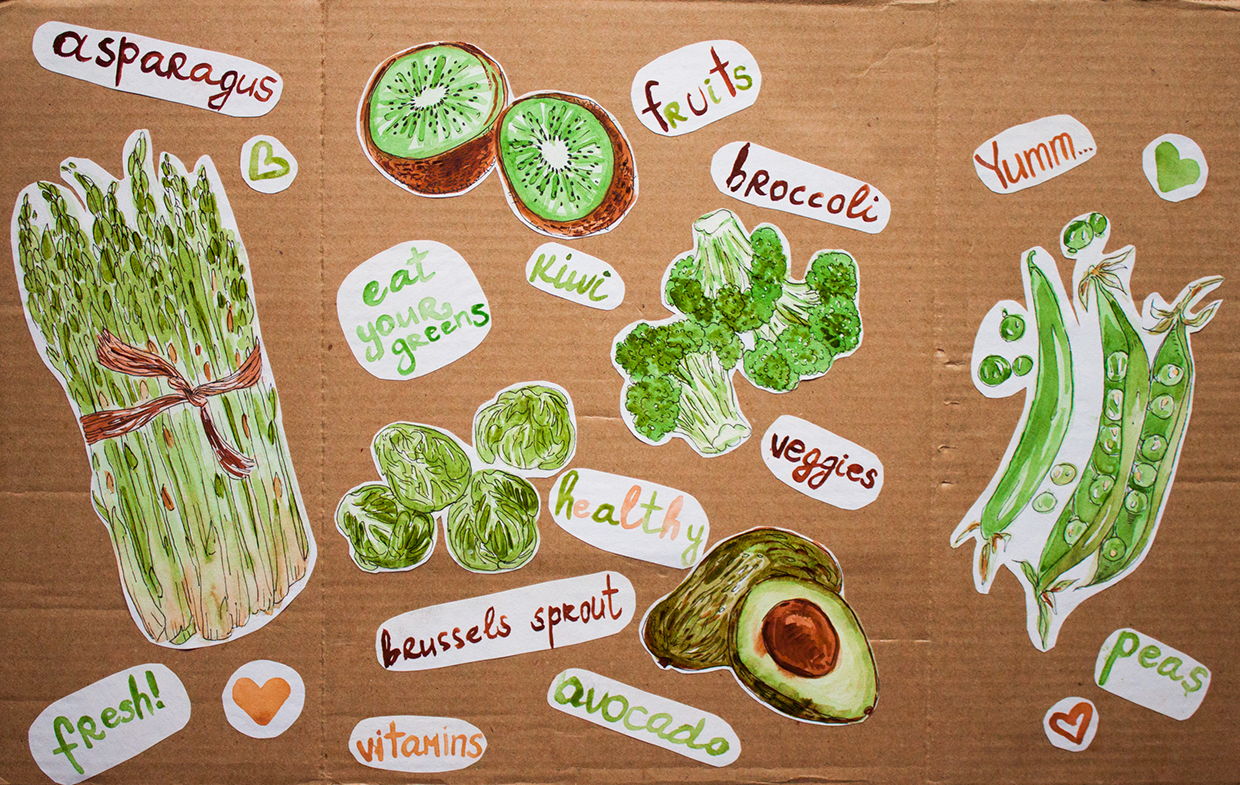 asparagus
fruits
broccoli
Yumm...
kiwi
eat
your
greens
veggies
healthy
brussels sprout
peas
fresh!
avocado
vitamins